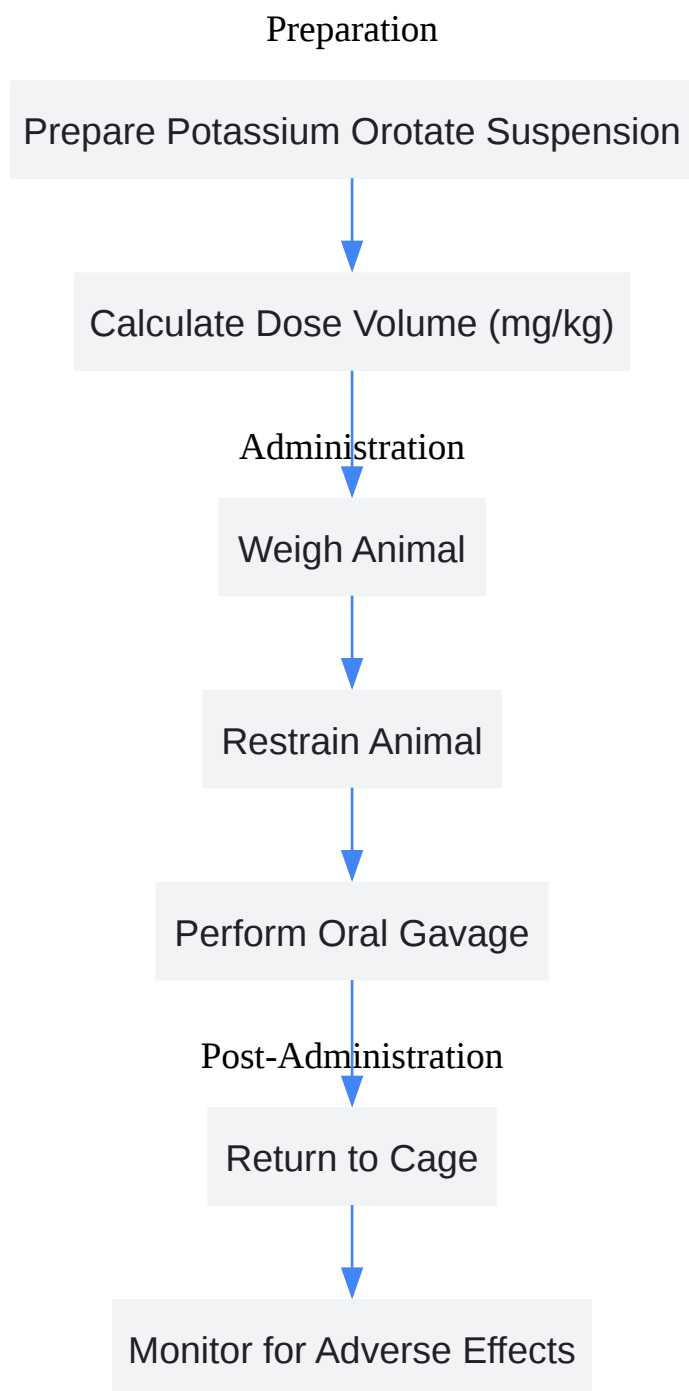 Preparation
Prepare Potassium Orotate Suspension
Calculate Dose Volume (mg/kg)
Administration
Weigh Animal
Restrain Animal
Perform Oral Gavage
Post-Administration
Return to Cage
Monitor for Adverse Effects